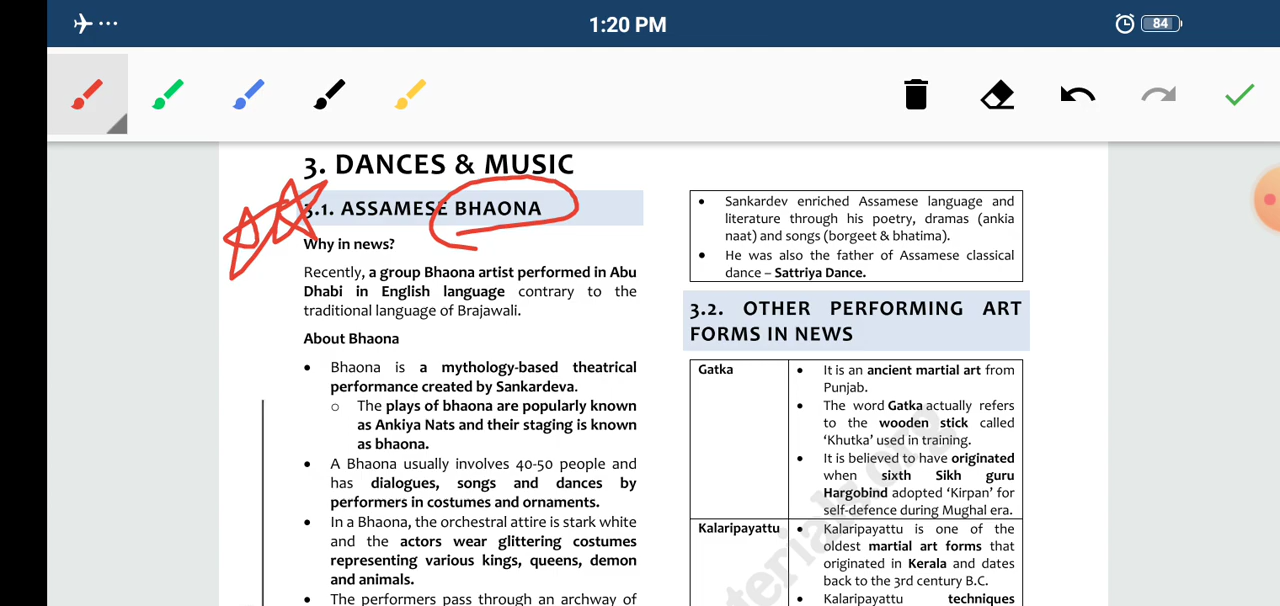 1:20 PM
84
3. DANCES & MUSIC
3.1. ASSAMESE BHAONA
Why in news?
Recently, a group Bhaona artist performed in Abu
Dhabi in English language contrary to the
traditional language of Brajawali.
About Bhaona
• Bhaona is a mythology-based theatrical
performance created by Sankardeva.
o The plays of bhaona are popularly known
as Ankiya Nats and their staging is known
as bhaona.
• A Bhaona usually involves 40-50 people and
has dialogues, songs and dances by
performers in costumes and ornaments.
• In a Bhaona, the orchestral attire is stark white
and the actors wear glittering costumes
representing various kings, queens, demon
and animals.
• The performers pass through an archway of
• Sankardev enriched Assamese language and
literature through his poetry, dramas (ankia
naat) and songs (borgeet & bhatima).
• He was also the father of Assamese classical
dance – Sattriya Dance.
3.2. OTHER PERFORMING ART
FORMS IN NEWS
Gatka
• It is an ancient martial art from
Punjab.
• The word Gatka actually refers
to the wooden stick called
'Khutka' used in training.
• It is believed to have originated
when sixth Sikh guru
Hargobind adopted 'Kirpan' for
self-defence during Mughal era.
Kalaripayattu
• Kalaripayattu is one of the
oldest martial art forms that
originated in Kerala and dates
back to the 3rd century B.C.
• Kalaripayattu techniques